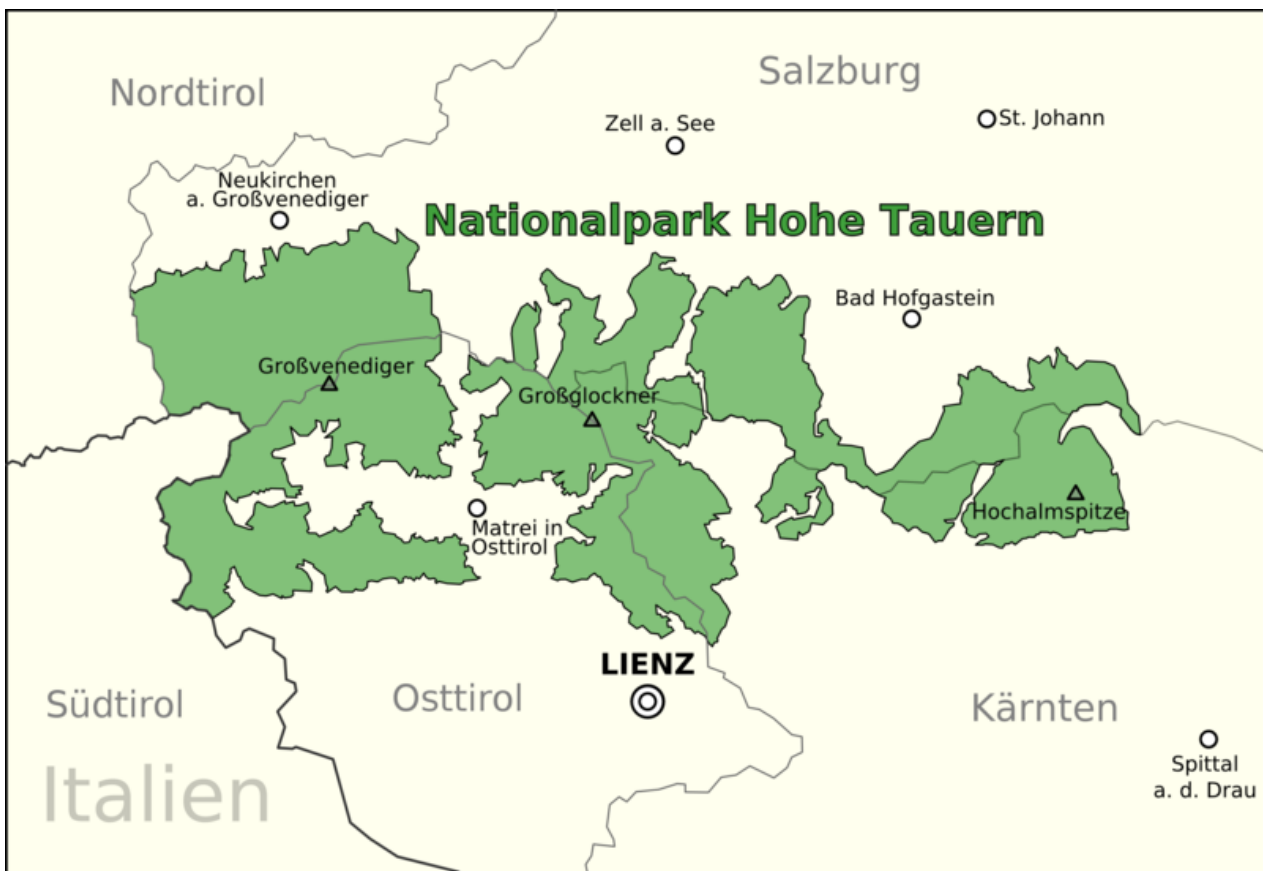 Nordtirol
Salzburg
Zell a. See
St. Johann
Neukirchen
a. Großvenediger
Nationalpark Hohe Tauern
Bad Hofgastein
Großvenediger
Großglockner
Hochalmspitze
Matrei in
Osttirol
LIENZ
Südtirol
Osttirol
Kärnten
Italien
Spittal
a. d. Drau